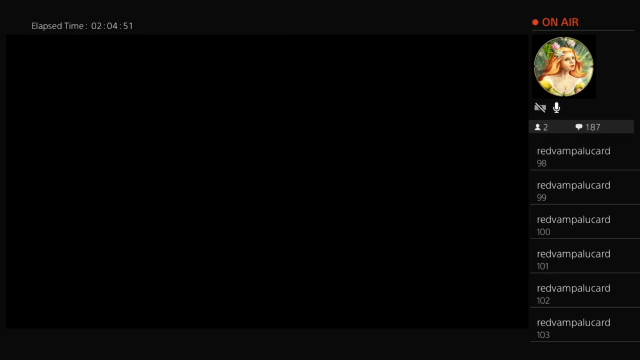 Elapsed Time: 02:04:51
ON AIR
2 187
redvampalucard
98
redvampalucard
99
redvampalucard
100
redvampalucard
101
redvampalucard
102
redvampalucard
103